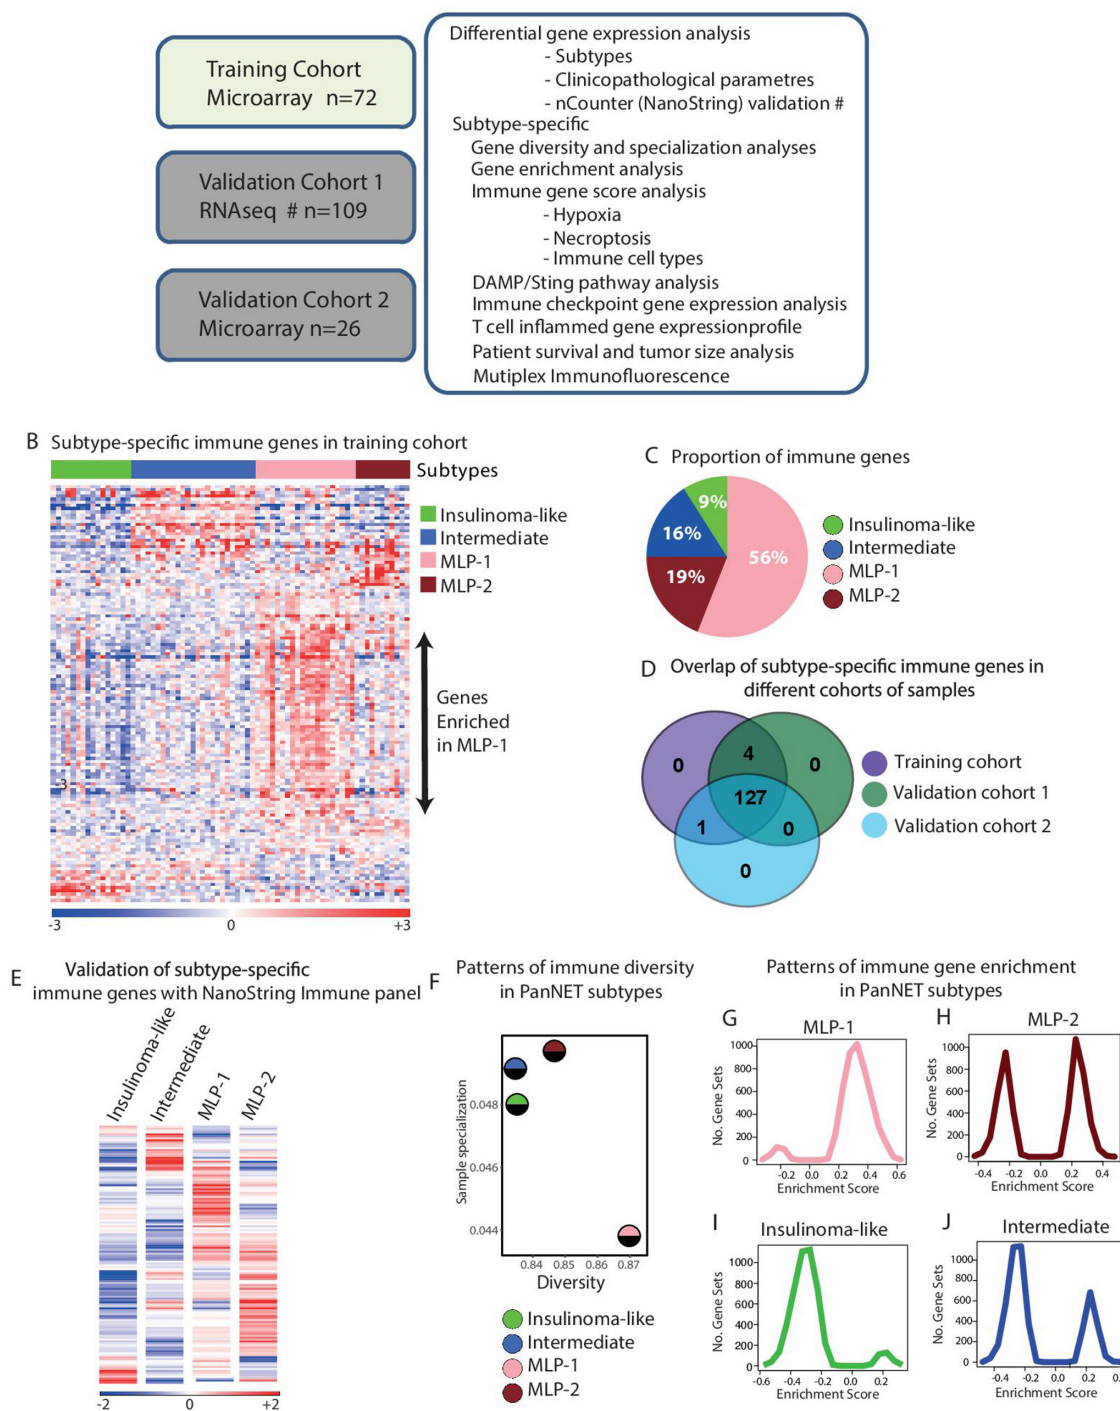 Training Cohort
Microarray n=72
Validation Cohort 1
RNAseq # n=109
Validation Cohort 2
Microarray n=26
Differential gene expression analysis
- Subtypes
- Clinicopathological parametres
- nCounter (NanoString) validation #
Subtype-specific
Gene diversity and specialization analyses
Gene enrichment analysis
Immune gene score analysis
- Hypoxia
- Necroptosis
- Immune cell types
DAMP/Sting pathway analysis
Immune checkpoint gene expression analysis
T cell inflammed gene expressionprofile
Patient survival and tumor size analysis
Mutiplex Immunofluorescence
B Subtype-specific immune genes in training cohort
Subtypes
Insulinoma-like
Intermediate
MLP-1
MLP-2
Genes
Enriched
in MLP-1
-3
-3 0 +3
C Proportion of immune genes
9%
16%
56%
19%
Insulinoma-like
Intermediate
MLP-1
MLP-2
D Overlap of subtype-specific immune genes in
different cohorts of samples
0 4 0
127
1 0
0
Training cohort
Validation cohort 1
Validation cohort 2
E Validation of subtype-specific
immune genes with NanoString Immune panel
Insulinoma-like
Intermediate
MLP-1
MLP-2
-2 0 +2
F Patterns of immune diversity
in PanNET subtypes
Sample specialization
0.048
0.046
0.044
0.84 0.85 0.86 0.87
Diversity
Insulinoma-like
Intermediate
MLP-1
MLP-2
Patterns of immune gene enrichment
in PanNET subtypes
G MLP-1
No. Gene Sets
1000
800
600
400
200
0
-0.2 0.0 0.2 0.4 0.6
Enrichment Score
H MLP-2
No. Gene Sets
1000
800
600
400
200
0
-0.4 -0.2 0.0 0.2 0.4
Enrichment Score
I Insulinoma-like
No. Gene Sets
1000
800
600
400
200
0
-0.6 -0.4 -0.2 0.0 0.2
Enrichment Score
J Intermediate
No. Gene Sets
1000
800
600
400
200
0
-0.4 -0.2 0.0 0.2
Enrichment Score